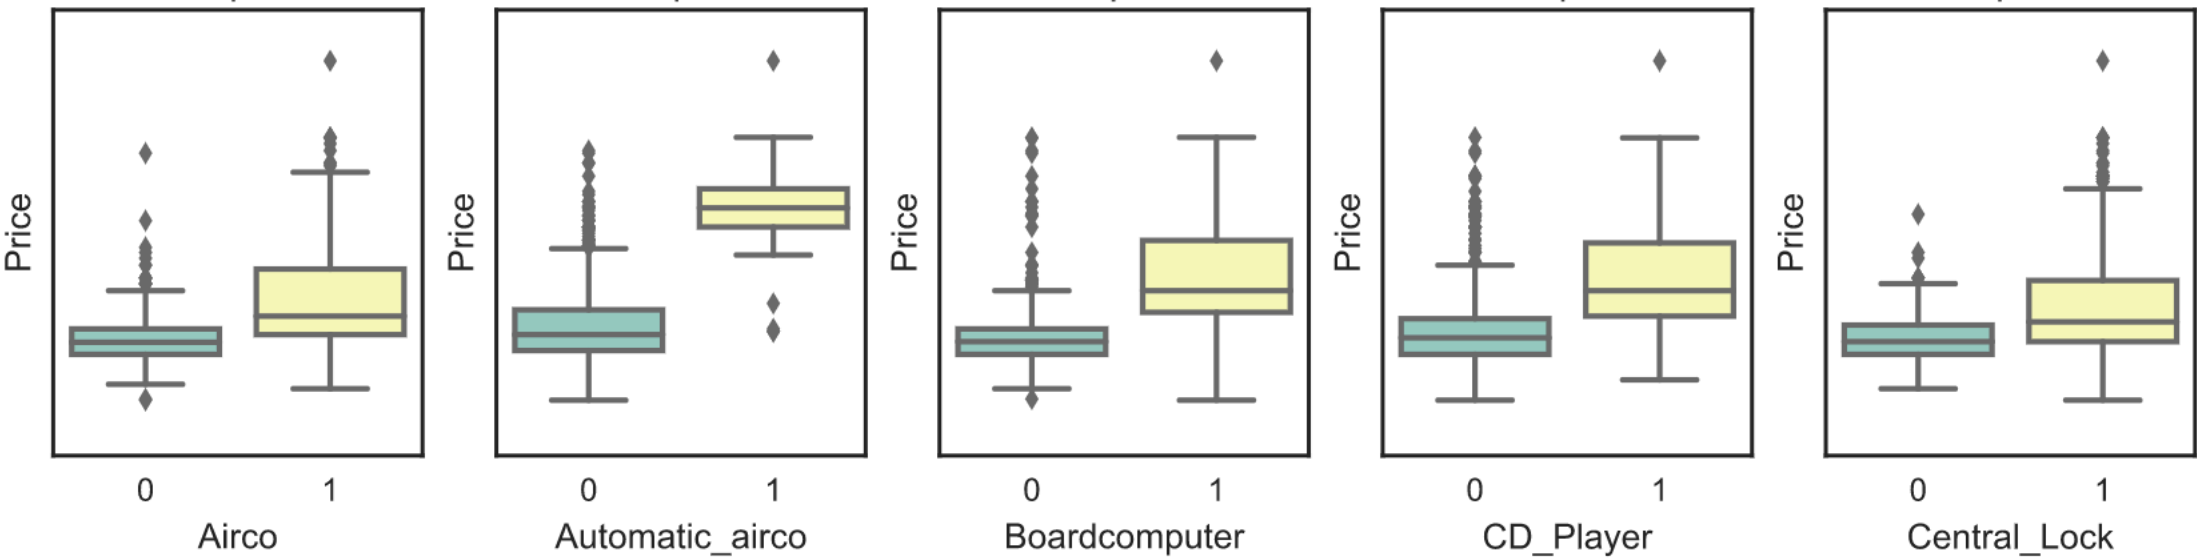 Price
0 1
Airco
Price
0 1
Automatic_airco
Price
0 1
Boardcomputer
Price
0 1
CD_Player
Price
0 1
Central_Lock